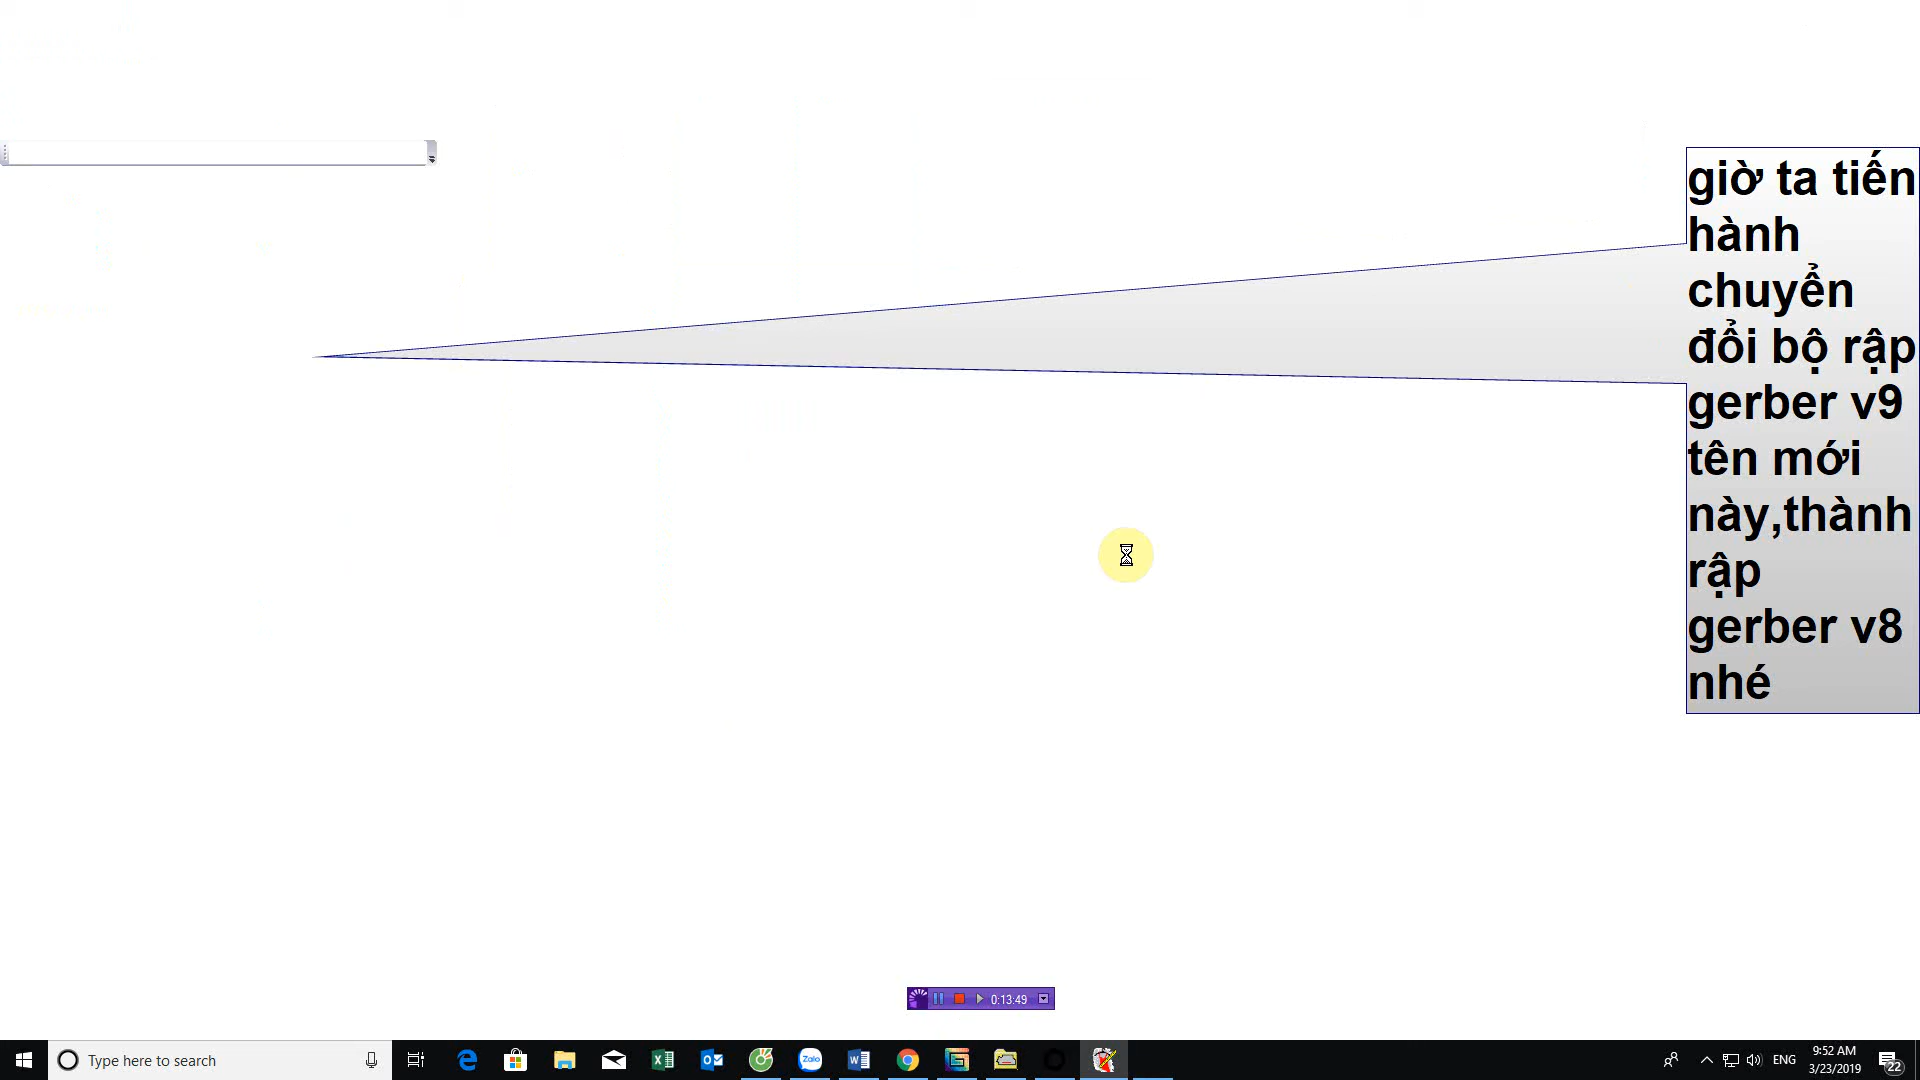 giờ ta tiến
hành
chuyển
đổi bộ rập
gerber v9
tên mới
này,thành
rập
gerber v8
nhé
0:13:49
Type here to search
Zalo
ENG
9:52 AM
3/23/2019
22